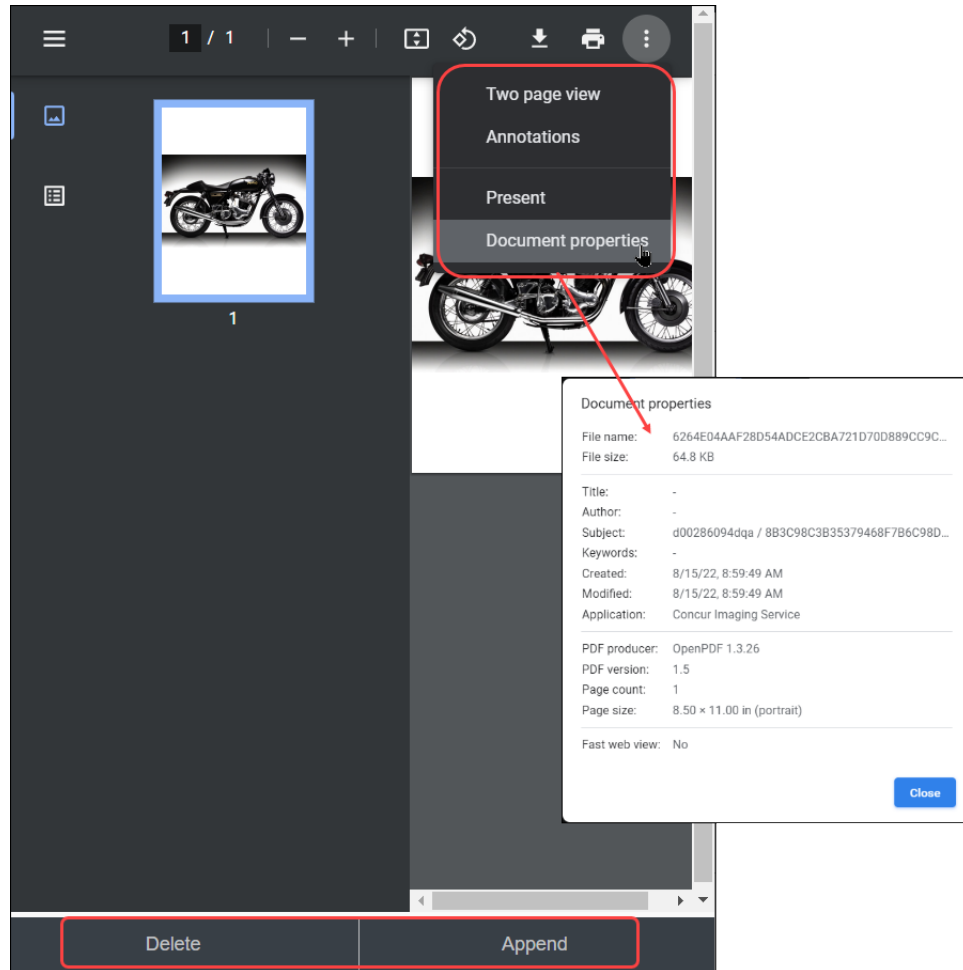 1 / 1
Two page view
Annotations
Present
Document properties
1
Document properties
File name: 6264E04AAF28D54ADCE2CBA721D70D889CC9C...
File size: 64.8 KB
Title: -
Author: -
Subject: d00286094dqa / 8B3C98C3B35379468F7B6C98D...
Keywords: -
Created: 8/15/22, 8:59:49 AM
Modified: 8/15/22, 8:59:49 AM
Application: Concur Imaging Service
PDF producer: OpenPDF 1.3.26
PDF version: 1.5
Page count: 1
Page size: 8.50 × 11.00 in (portrait)
Fast web view: No
Close
Delete Append